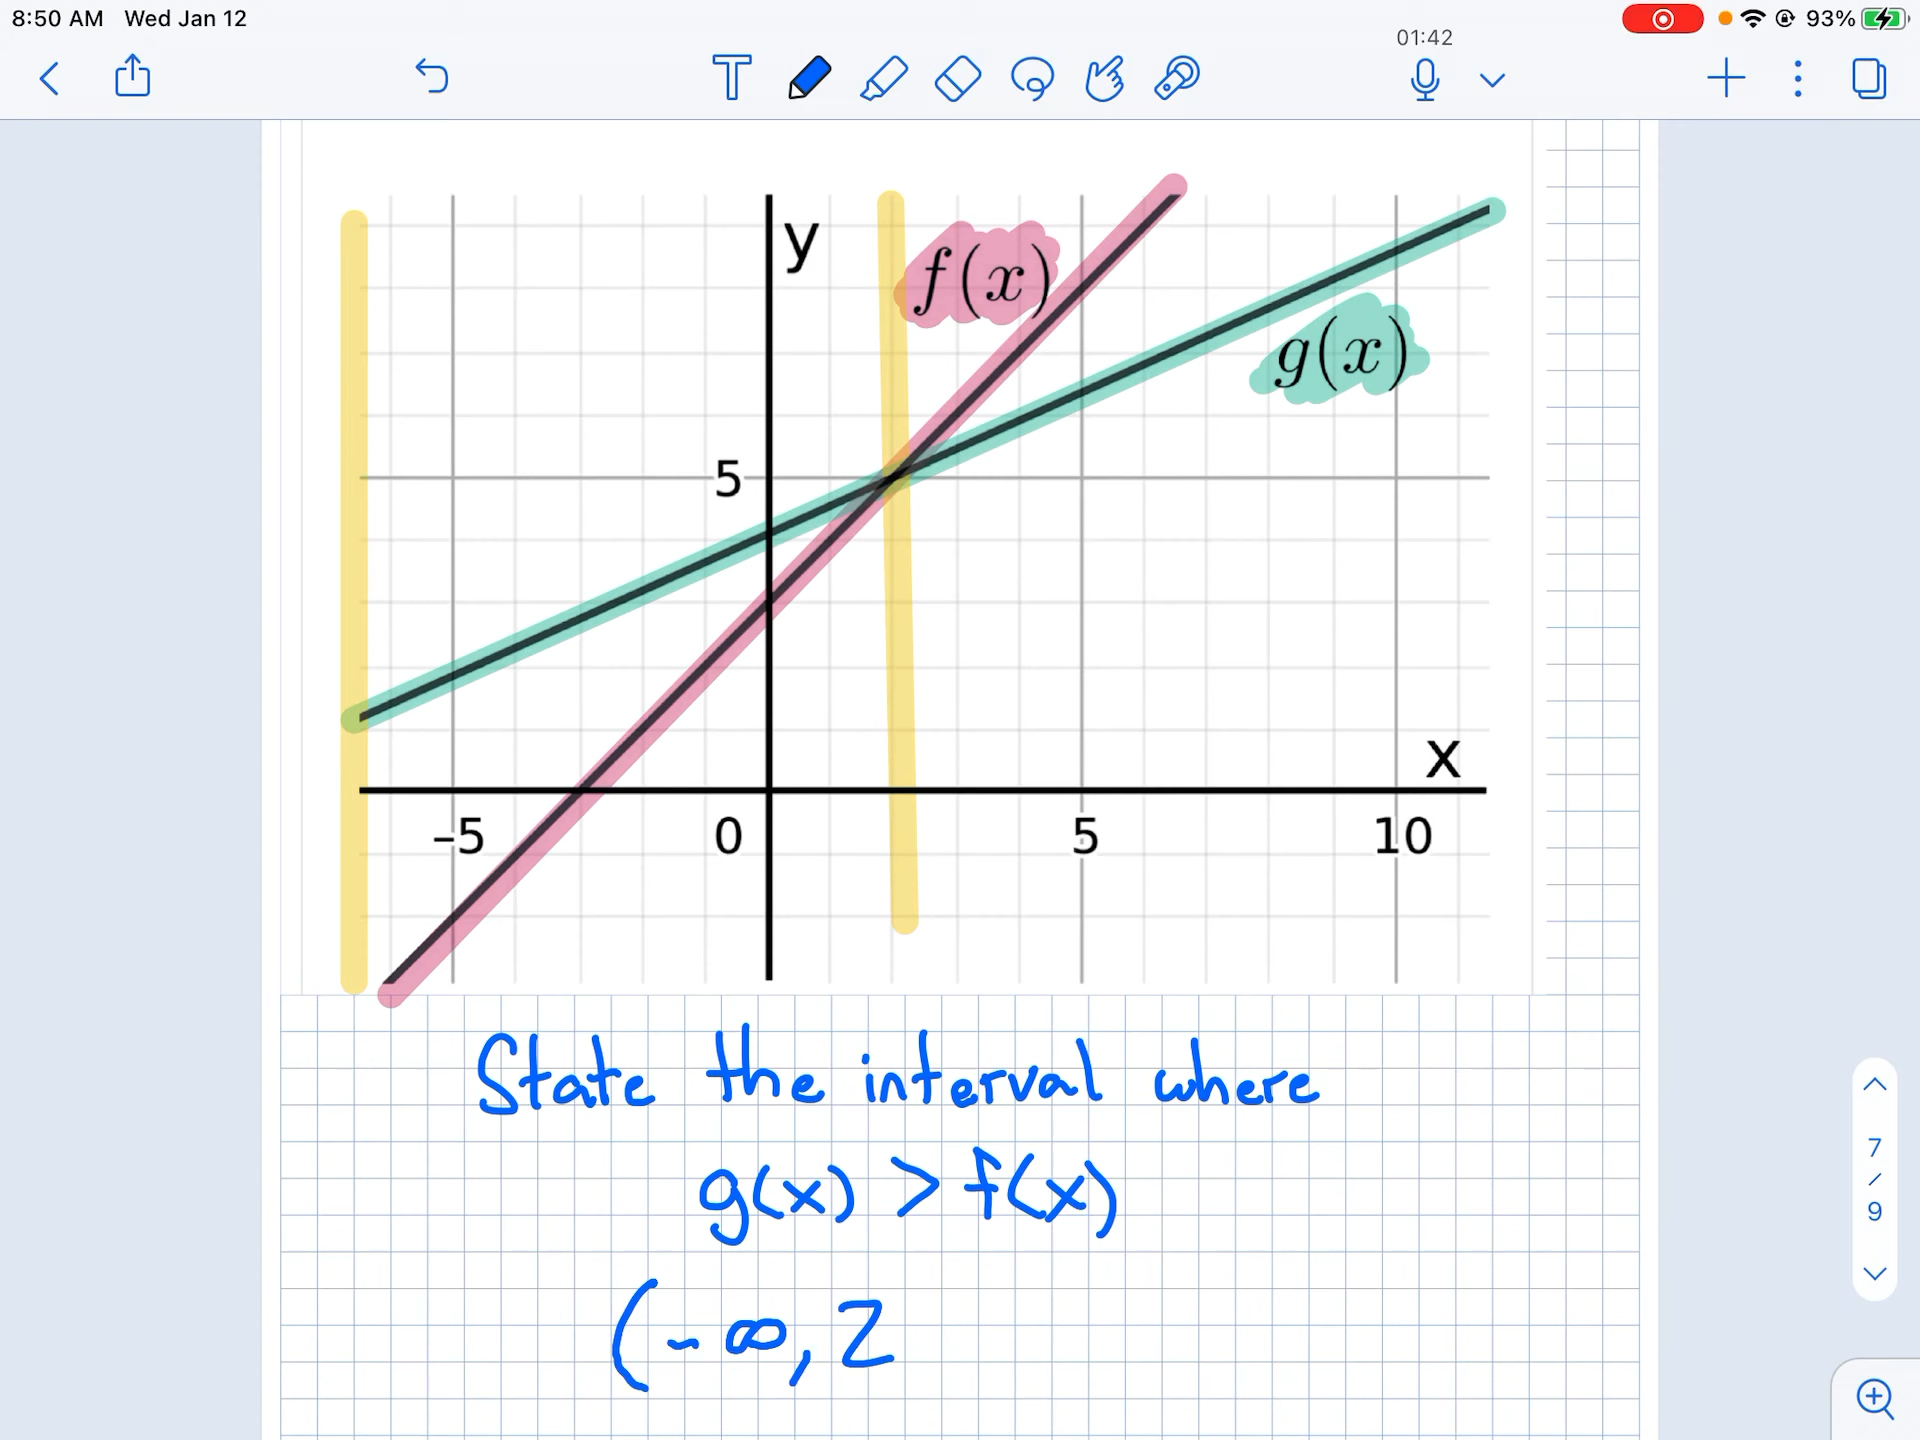 8:50 AM Wed Jan 12
93%
01:42
y
f(x)
g(x)
5
x
–5 0 5 10
State the interval where
g(x) > f(x)
(-∞, 2
7
/
9